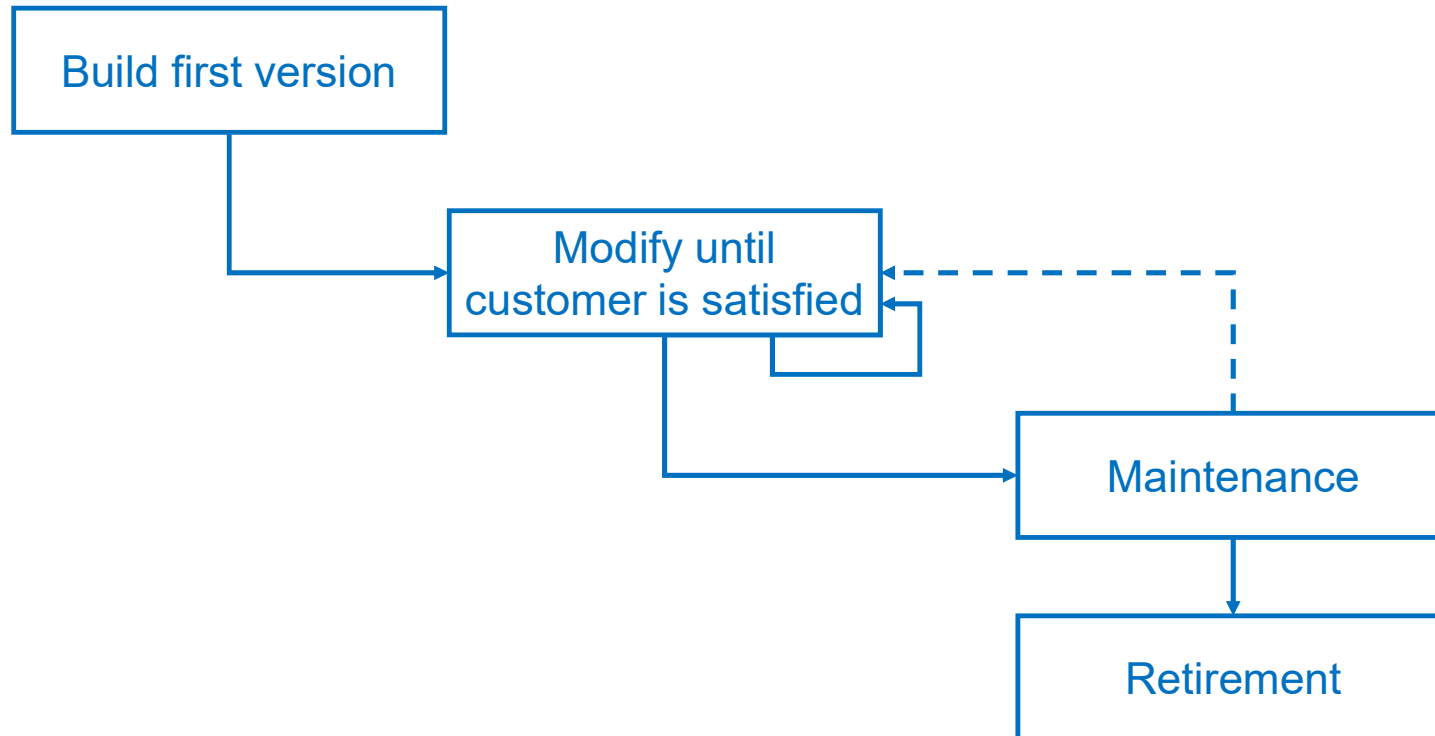 Build first version
Modify until
customer is satisfied
Maintenance
Retirement